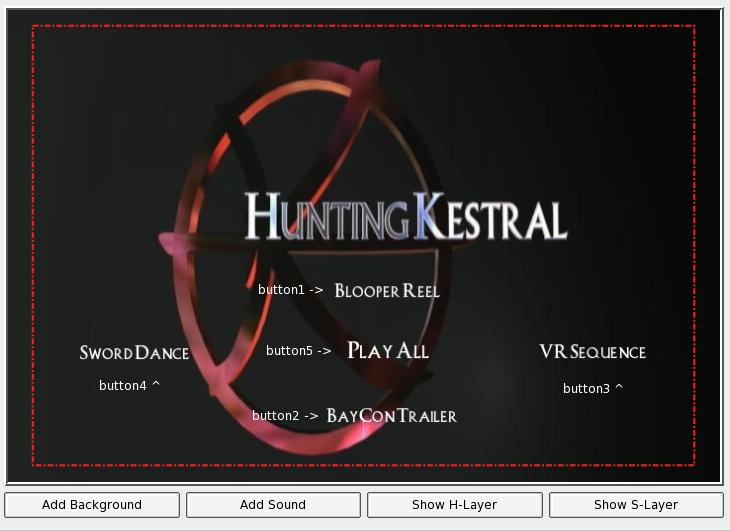 HUNTING KESTRAL
button1 -> BLOOPER REEL
button5 -> PLAY ALL
SWORD DANCE
VR SEQUENCE
button4 ^
button3 ^
button2 -> BAYCON TRAILER
Add Background
Add Sound
Show H-Layer
Show S-Layer